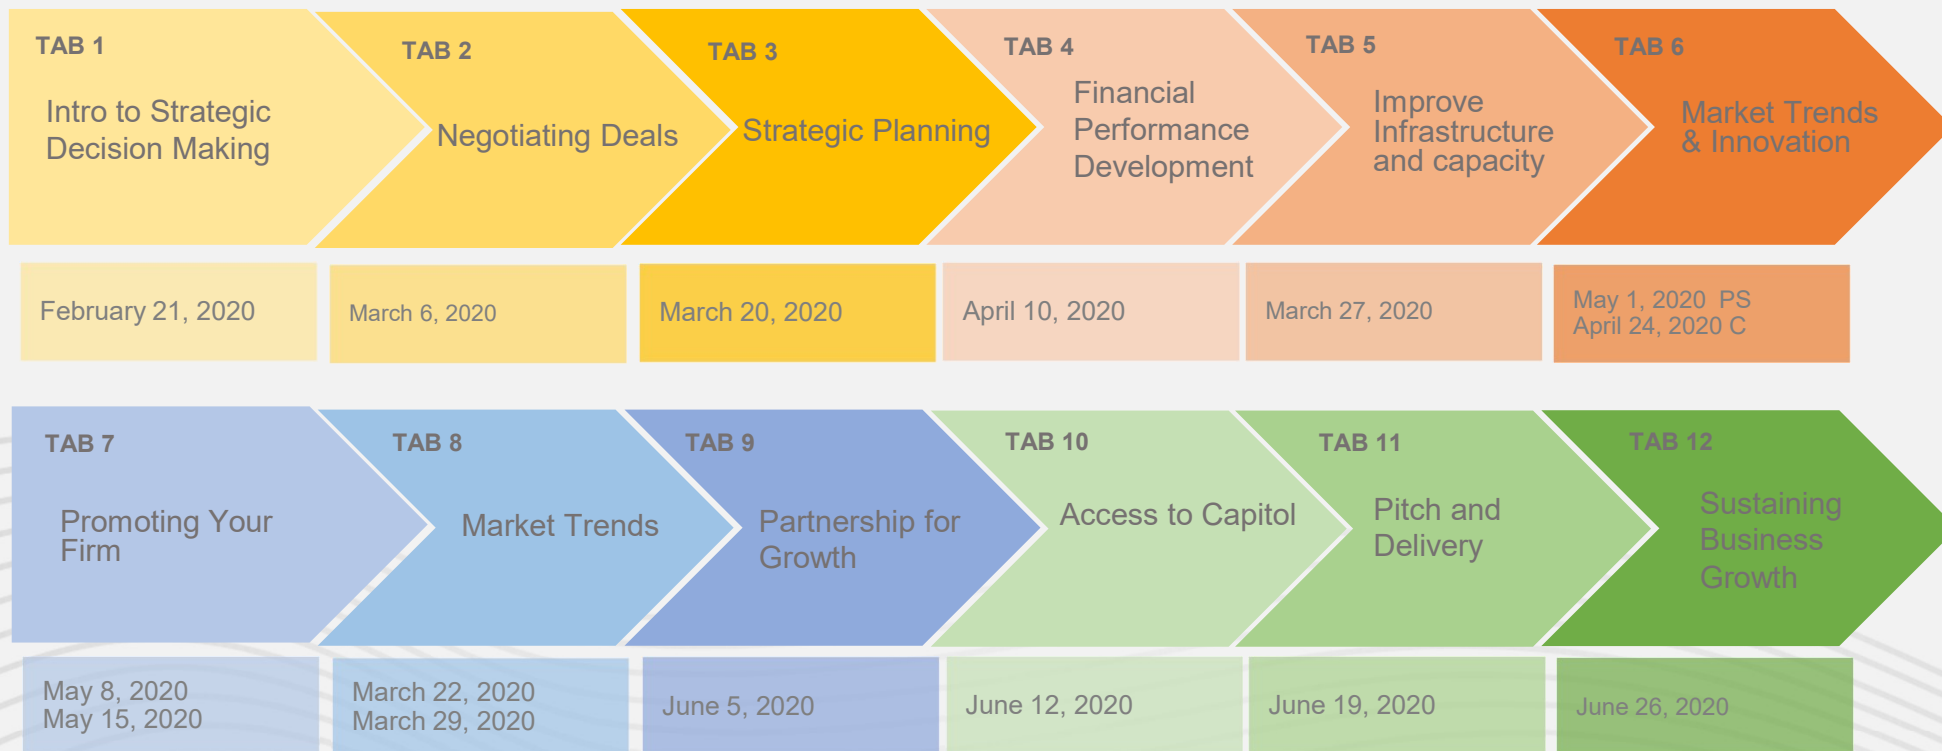 TAB 1
Intro to Strategic
Decision Making
TAB 2
Negotiating Deals
TAB 3
Strategic Planning
TAB 4
Financial
Performance
Development
TAB 5
Improve
Infrastructure
and capacity
TAB 6
Market Trends
& Innovation
February 21, 2020
March 6, 2020
March 20, 2020
April 10, 2020
March 27, 2020
May 1, 2020  PS
April 24, 2020 C
TAB 7
Promoting Your
Firm
TAB 8
Market Trends
TAB 9
Partnership for
Growth
TAB 10
Access to Capitol
TAB 11
Pitch and
Delivery
TAB 12
Sustaining
Business
Growth
May 8, 2020
May 15, 2020
March 22, 2020
March 29, 2020
June 5, 2020
June 12, 2020
June 19, 2020
June 26, 2020